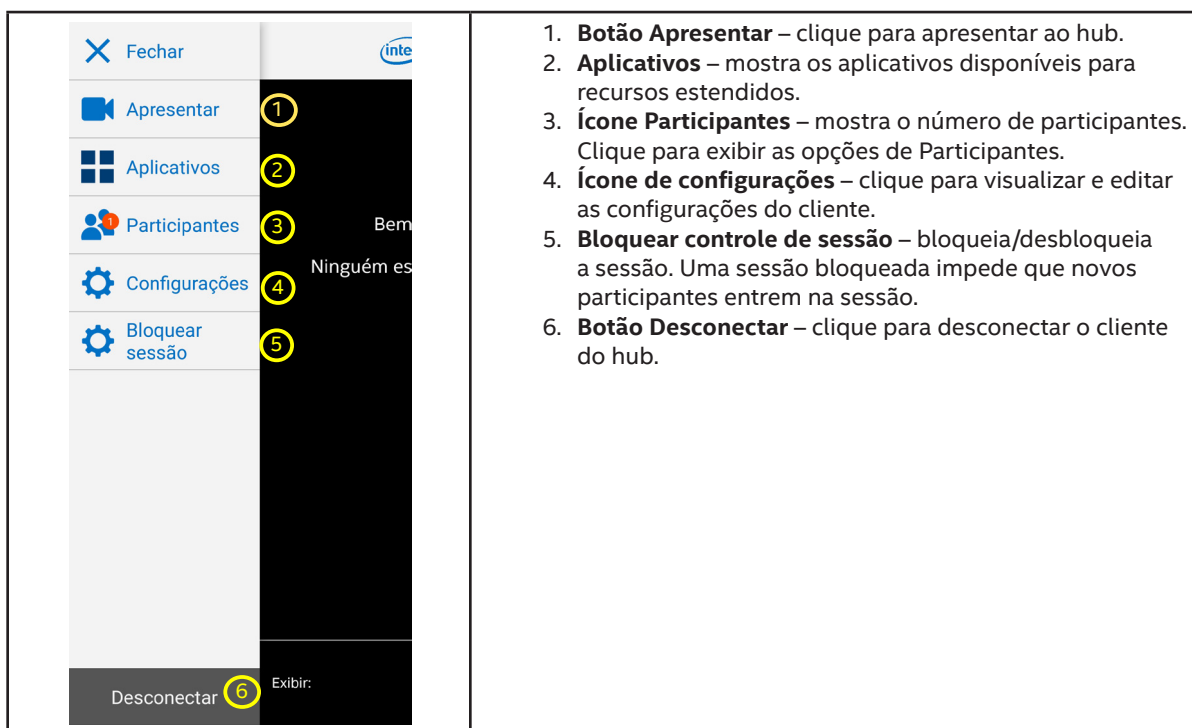 Fechar
Apresentar
Aplicativos
Participantes
1
Configurações
Bloquear
sessão
Desconectar
1
2
3
4
5
6
inte
Bem
Ninguém es
Exibir:
1. Botão Apresentar – clique para apresentar ao hub.
2. Aplicativos – mostra os aplicativos disponíveis para
recursos estendidos.
3. Ícone Participantes – mostra o número de participantes.
Clique para exibir as opções de Participantes.
4. Ícone de configurações – clique para visualizar e editar
as configurações do cliente.
5. Bloquear controle de sessão – bloqueia/desbloqueia
a sessão. Uma sessão bloqueada impede que novos
participantes entrem na sessão.
6. Botão Desconectar – clique para desconectar o cliente
do hub.